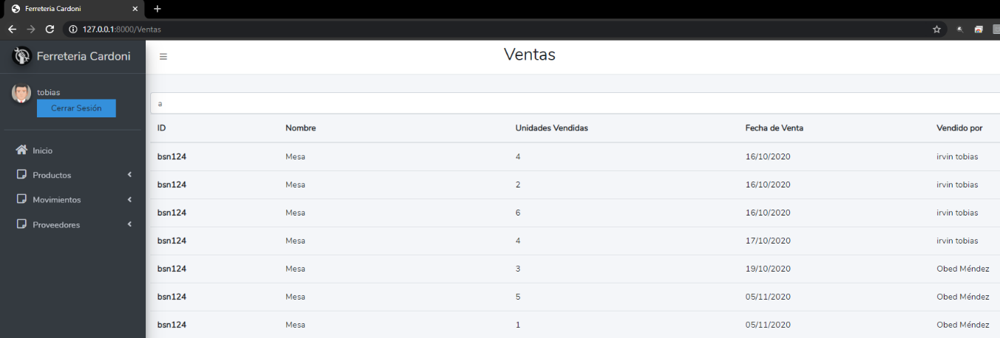 Ferreteria Cardoni
127.0.0.1:8000/Ventas
Ferreteria Cardoni
Ventas
tobias
Cerrar Sesión
Inicio
Productos
Movimientos
Proveedores
a
ID Nombre Unidades Vendidas Fecha de Venta Vendido por
bsn124 Mesa 4 16/10/2020 irvin tobias
bsn124 Mesa 2 16/10/2020 irvin tobias
bsn124 Mesa 6 16/10/2020 irvin tobias
bsn124 Mesa 4 17/10/2020 irvin tobias
bsn124 Mesa 3 19/10/2020 Obed Méndez
bsn124 Mesa 5 05/11/2020 Obed Méndez
bsn124 Mesa 1 05/11/2020 Obed Méndez